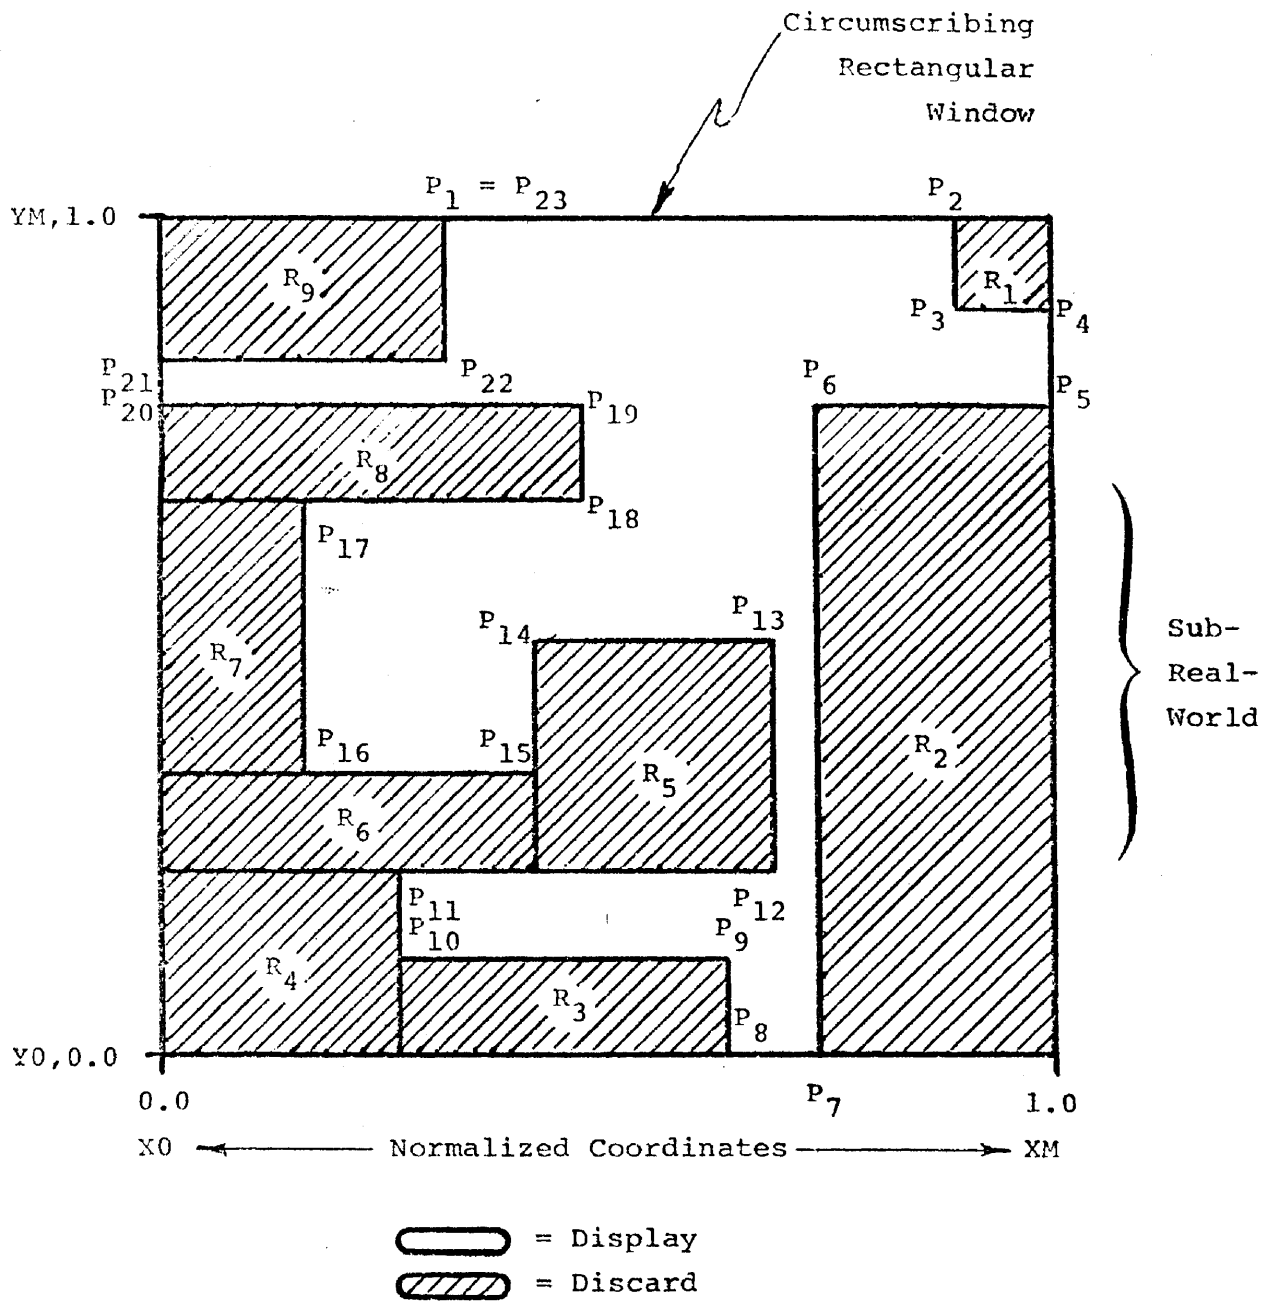 Circumscribing
Rectangular
Window
P1 = P23
P2
YM,1.0
R9
R1
P3
P4
P21
P22
P6
P5
P20
P19
R8
P18
P17
P13
P14
Sub-
Real-
World
R7
P16
P15
R2
R5
R6
P11
P12
P10
P9
R4
R3
P8
Y0,0.0
0.0
P7
1.0
X0
Normalized Coordinates
XM
= Display
= Discard